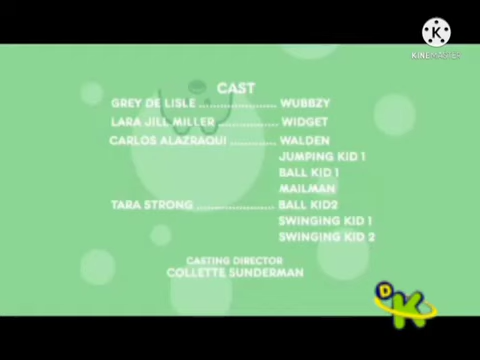 K
KINEMASTER
CAST
GREY DE LISLE ...................... WUBBZY
LARA JILL MILLER ................. WIDGET
CARLOS ALAZRAQUI ............. WALDEN
JUMPING KID 1
BALL KID 1
MAILMAN
TARA STRONG ...................... BALL KID2
SWINGING KID 1
SWINGING KID 2
CASTING DIRECTOR
COLLETTE SUNDERMAN
DK